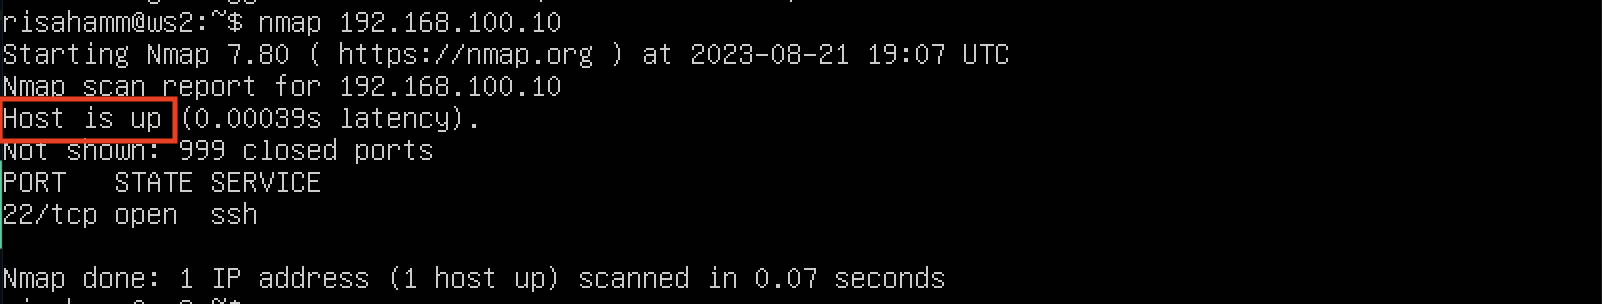 risahamm@ws2:~$ nmap 192.168.100.10
Starting Nmap 7.80 ( https://nmap.org ) at 2023-08-21 19:07 UTC
Nmap scan report for 192.168.100.10
Host is up (0.00039s latency).
Not shown: 999 closed ports
PORT   STATE SERVICE
22/tcp open  ssh
Nmap done: 1 IP address (1 host up) scanned in 0.07 seconds